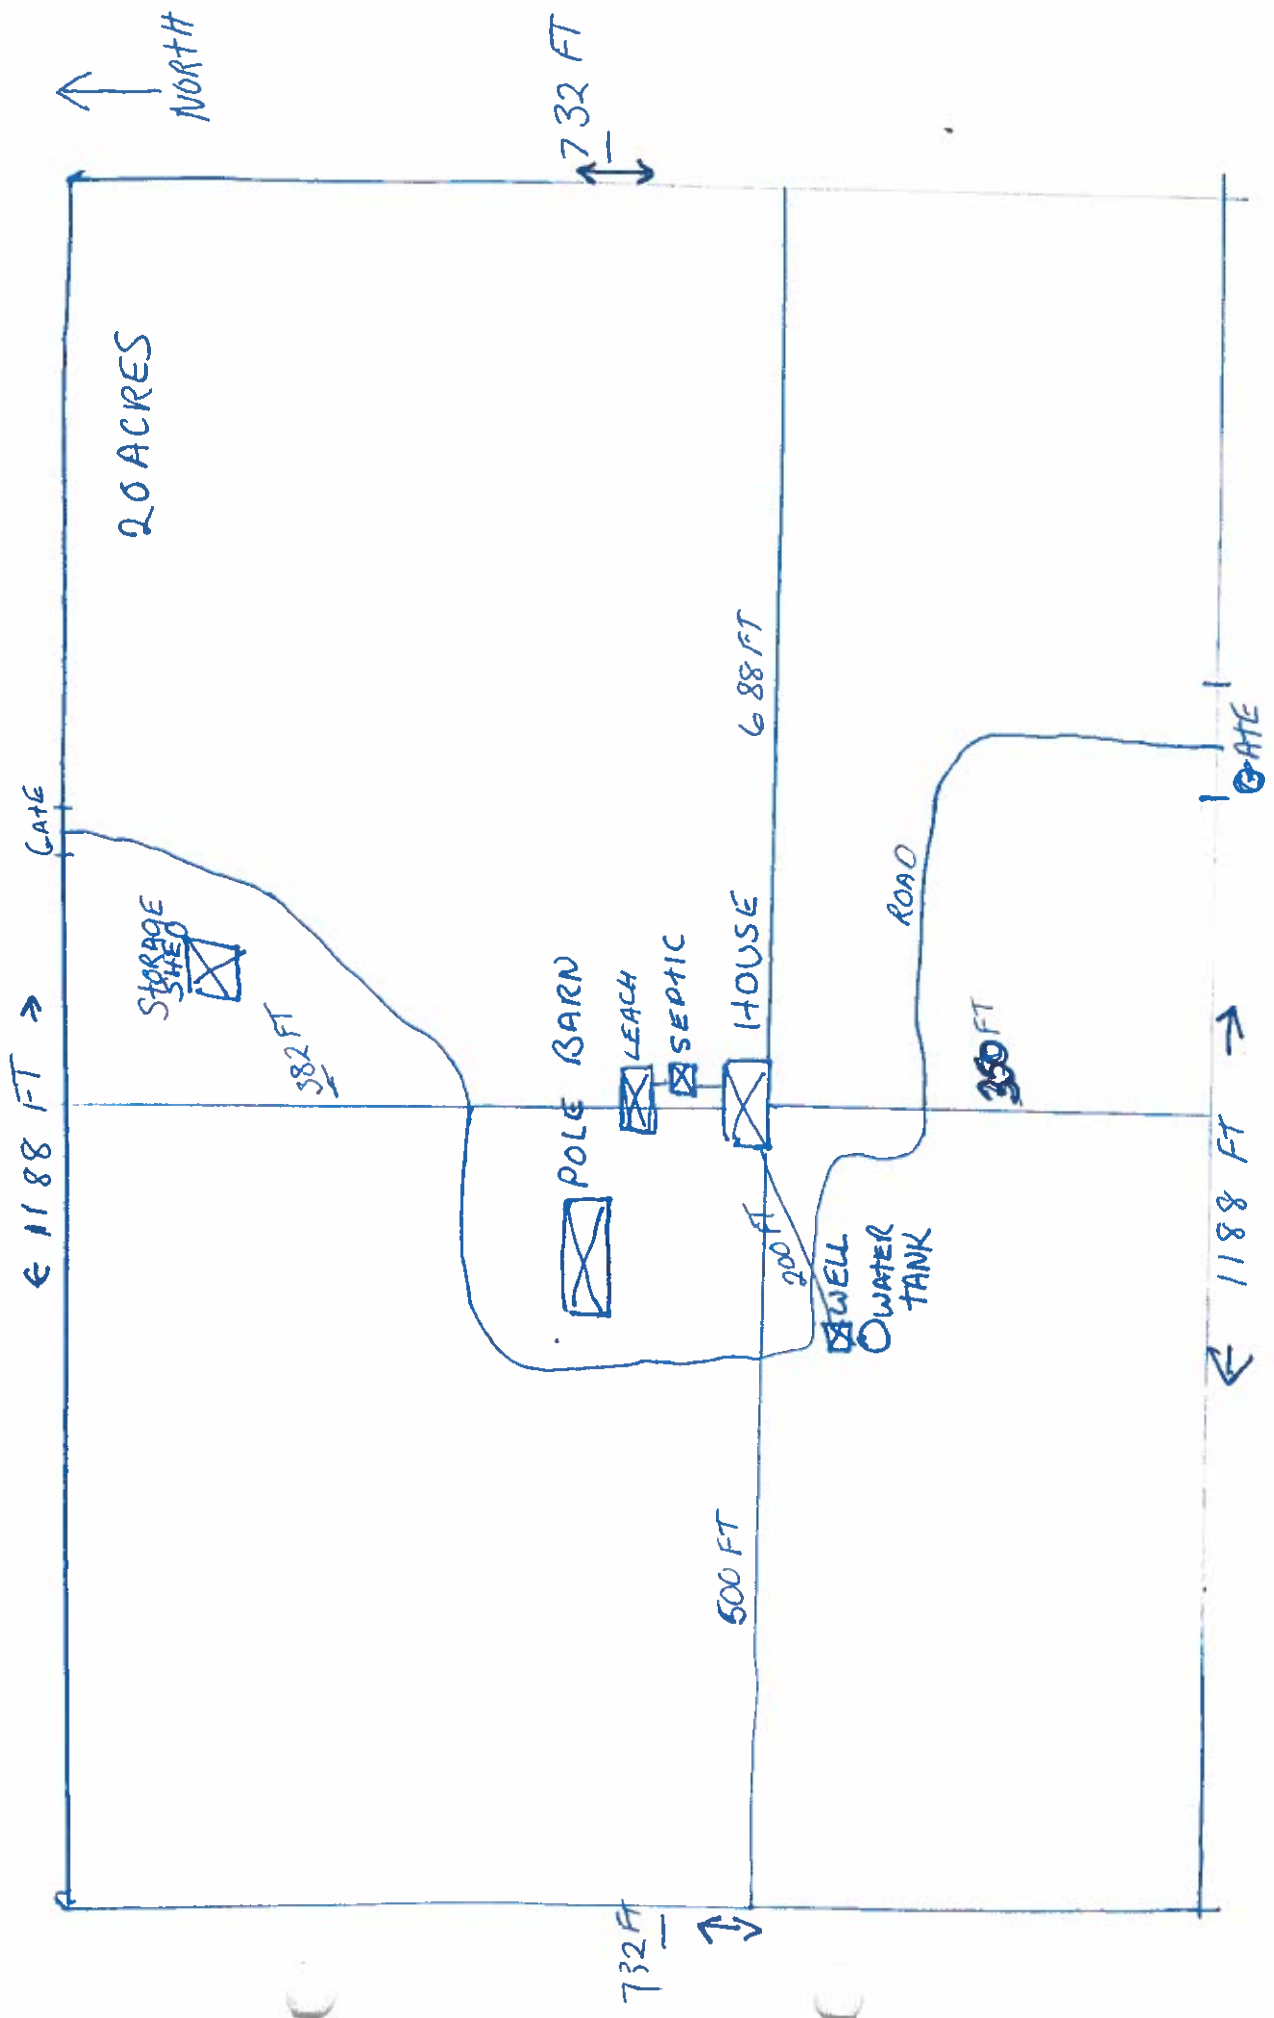 ← 1188 FT →
GATE
NORTH
STORAGE
SHED
20 ACRES
382 FT
732 FT
732 FT
POLE BARN
LEACH
SEPTIC
HOUSE
500 FT
688 FT
200 FT
WELL
WATER
TANK
ROAD
350 FT
1188 FT
GATE